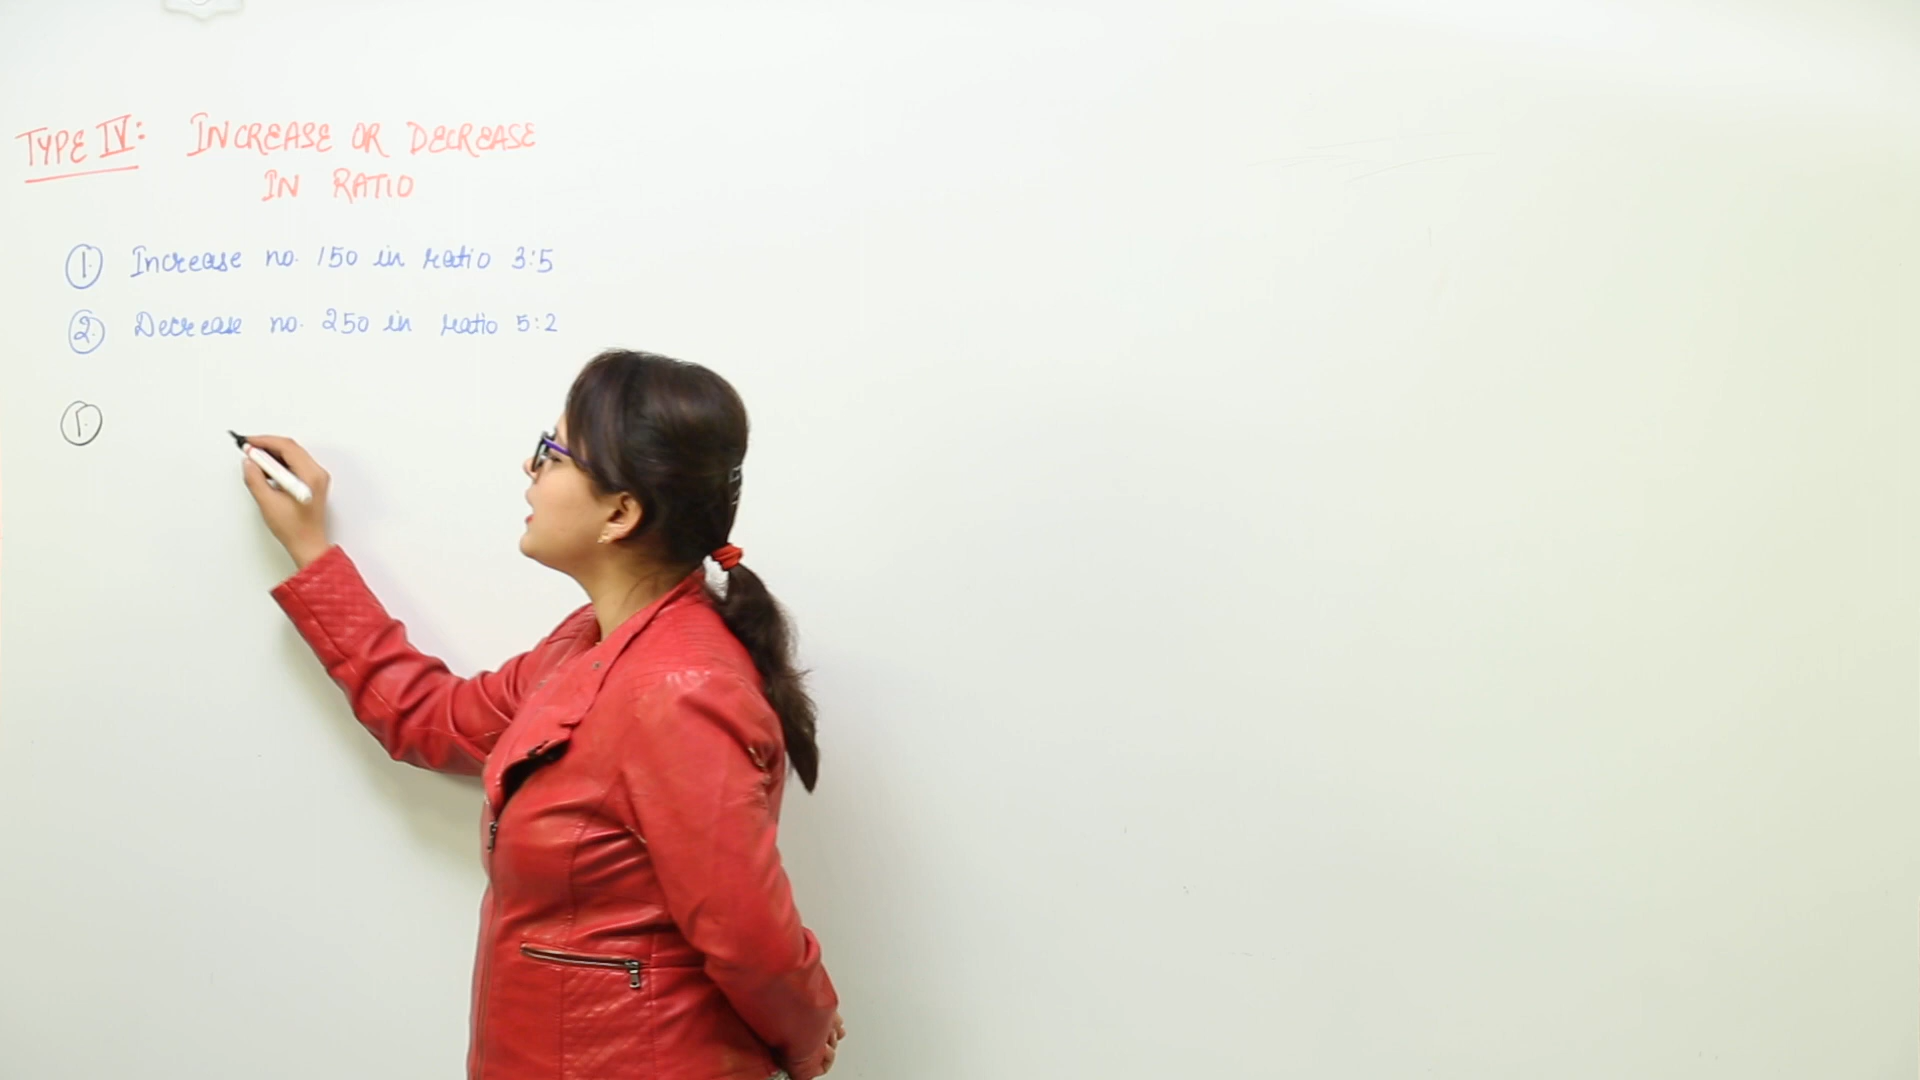 TYPE IV: INCREASE OR DECREASE
IN RATIO
1. Increase no. 150 in ratio 3:5
2. Decrease no. 250 in ratio 5:2
1.